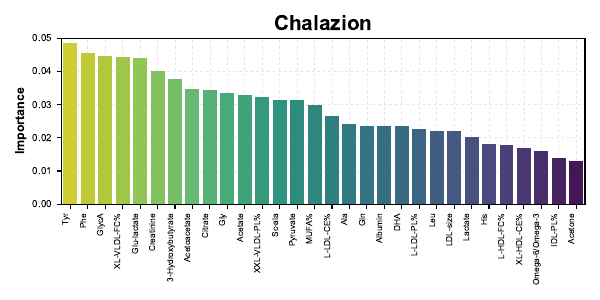 Chalazion
Importance
0.05
0.04
0.03
0.02
0.01
0.00
Tyr
Phe
GlycA
XL-VLDL-FC%
Glu-lactate
Creatinine
3-Hydroxybutyrate
Acetoacetate
Citrate
Gly
Acetate
XXL-VLDL-PL%
Sc-ala
Pyruvate
MUFA%
L-LDL-CE%
Ala
Gln
Albumin
DHA
L-LDL-PL%
Leu
LDL-size
Lactate
His
L-HDL-FC%
XL-HDL-CE%
Omega-6/Omega-3
IDL-PL%
Acetone